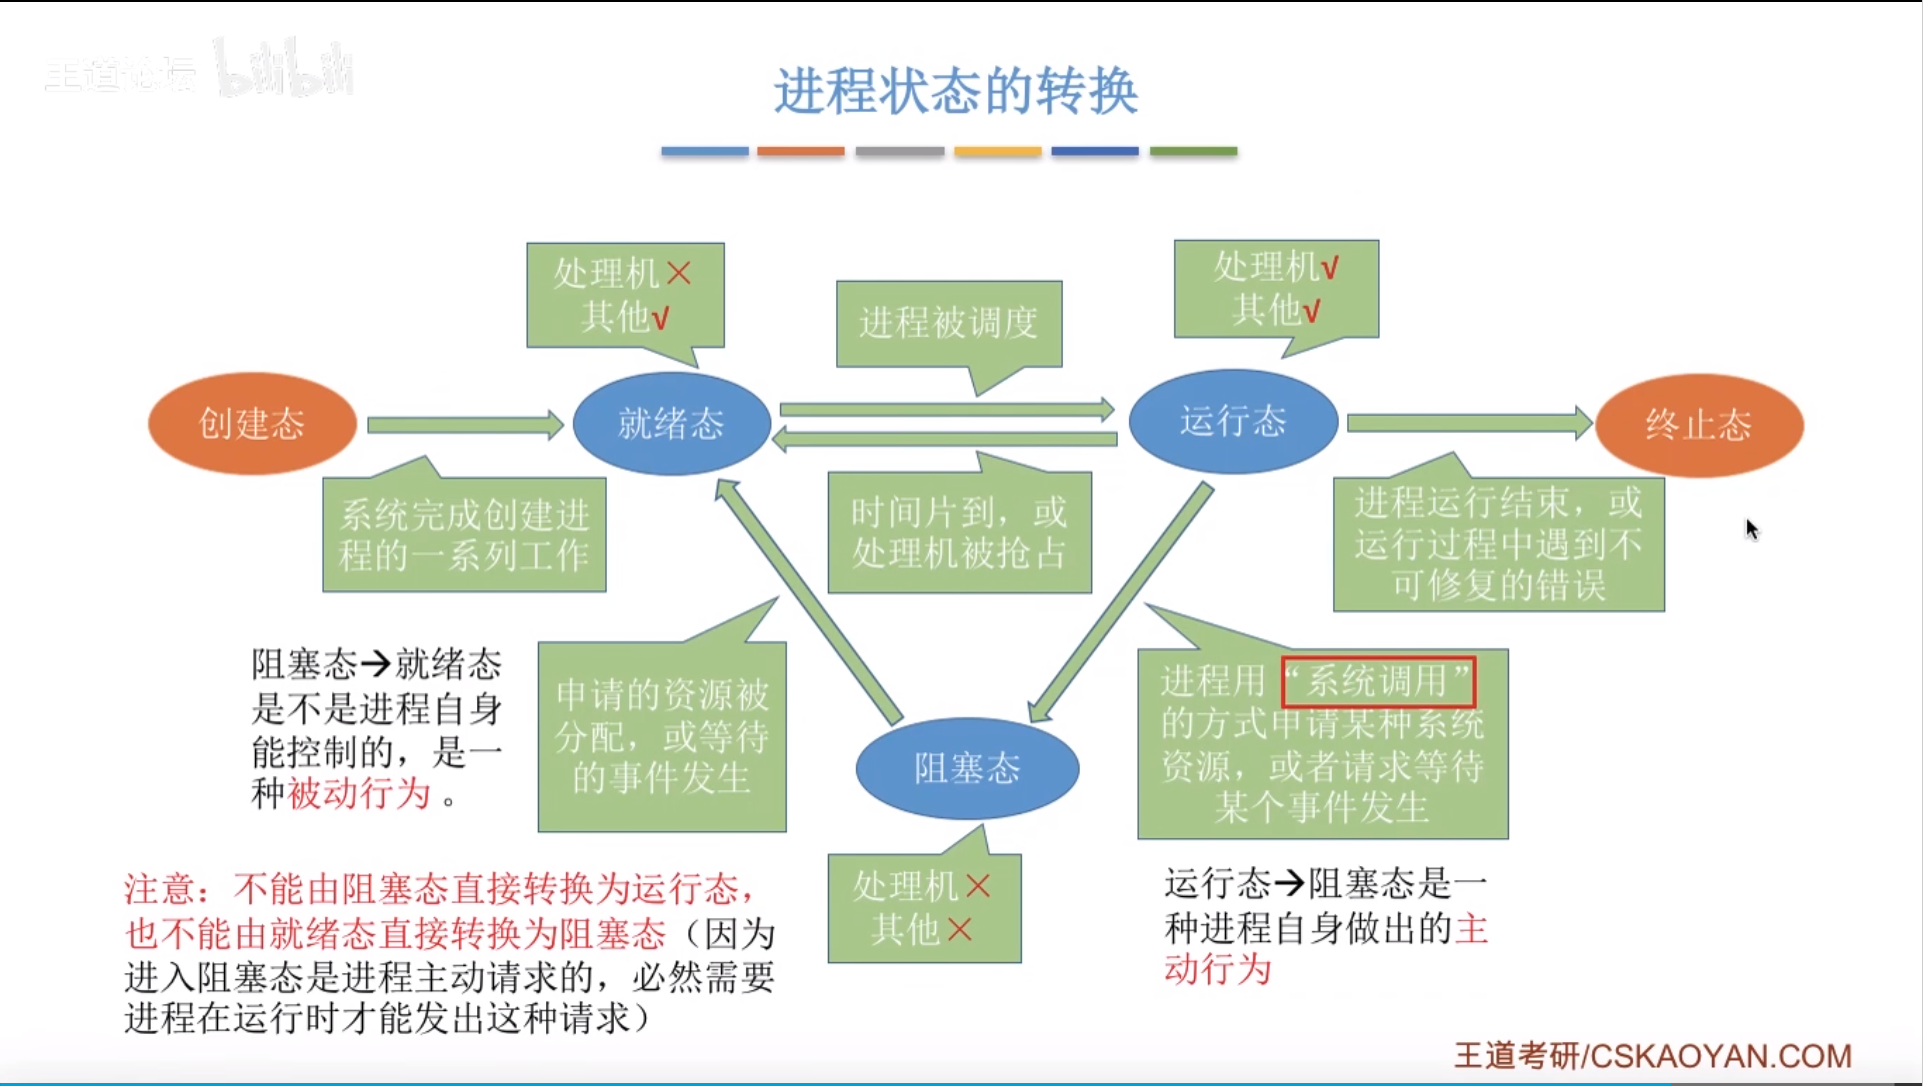 王道论坛 bilibili
进程状态的转换
处理机×
其他√
进程被调度
处理机√
其他√
创建态
就绪态
运行态
终止态
系统完成创建进
程的一系列工作
时间片到，或
处理机被抢占
进程运行结束，或
运行过程中遇到不
可修复的错误
阻塞态→就绪态
是不是进程自身
能控制的，是一
种被动行为 。
申请的资源被
分配，或等待
的事件发生
阻塞态
进程用“系统调用”
的方式申请某种系统
资源，或者请求等待
某个事件发生
处理机×
其他×
注意：不能由阻塞态直接转换为运行态，
也不能由就绪态直接转换为阻塞态（因为
进入阻塞态是进程主动请求的，必然需要
进程在运行时才能发出这种请求）
运行态→阻塞态是一
种进程自身做出的主
动行为
王道考研/CSKAOYAN.COM